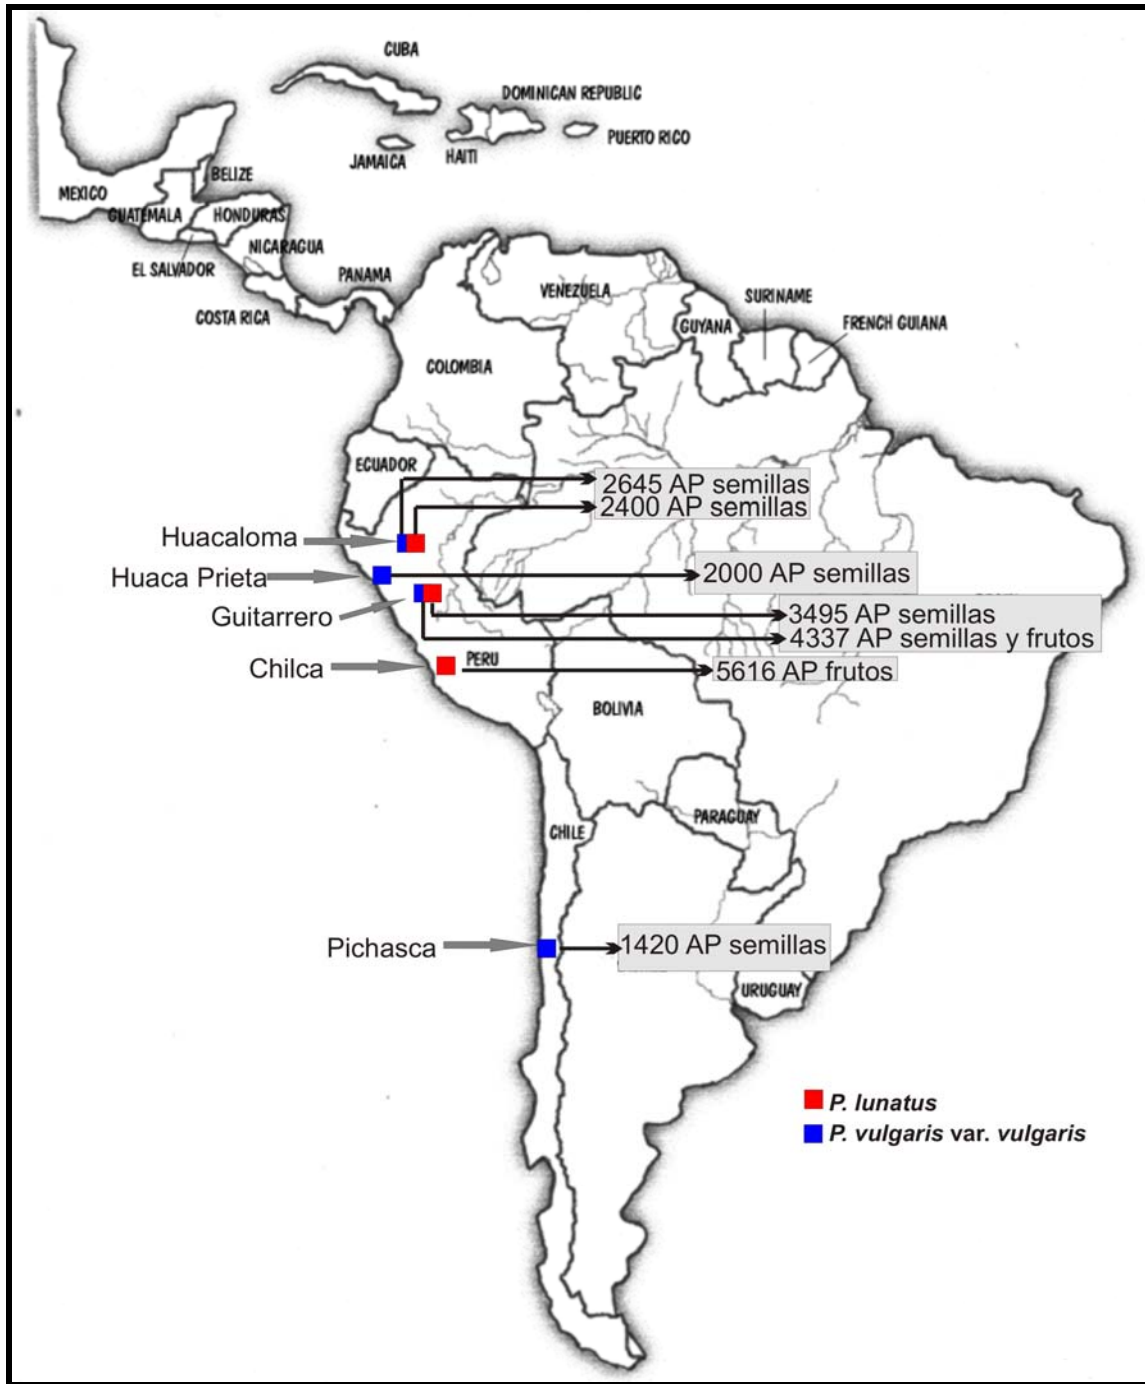 CUBA
DOMINICAN REPUBLIC
PUERTO RICO
HAITI
JAMAICA
BELIZE
MEXICO
GUATEMALA
HONDURAS
NICARAGUA
EL SALVADOR
PANAMA
COSTA RICA
VENEZUELA
SURINAME
GUYANA
FRENCH GUIANA
COLOMBIA
ECUADOR
2645 AP semillas
2400 AP semillas
Huacaloma
Huaca Prieta
2000 AP semillas
Guitarrero
3495 AP semillas
4337 AP semillas y frutos
Chilca
PERU
5616 AP frutos
BOLIVIA
PARAGUAY
CHILE
Pichasca
1420 AP semillas
URUGUAY
P. lunatus
P. vulgaris var. vulgaris